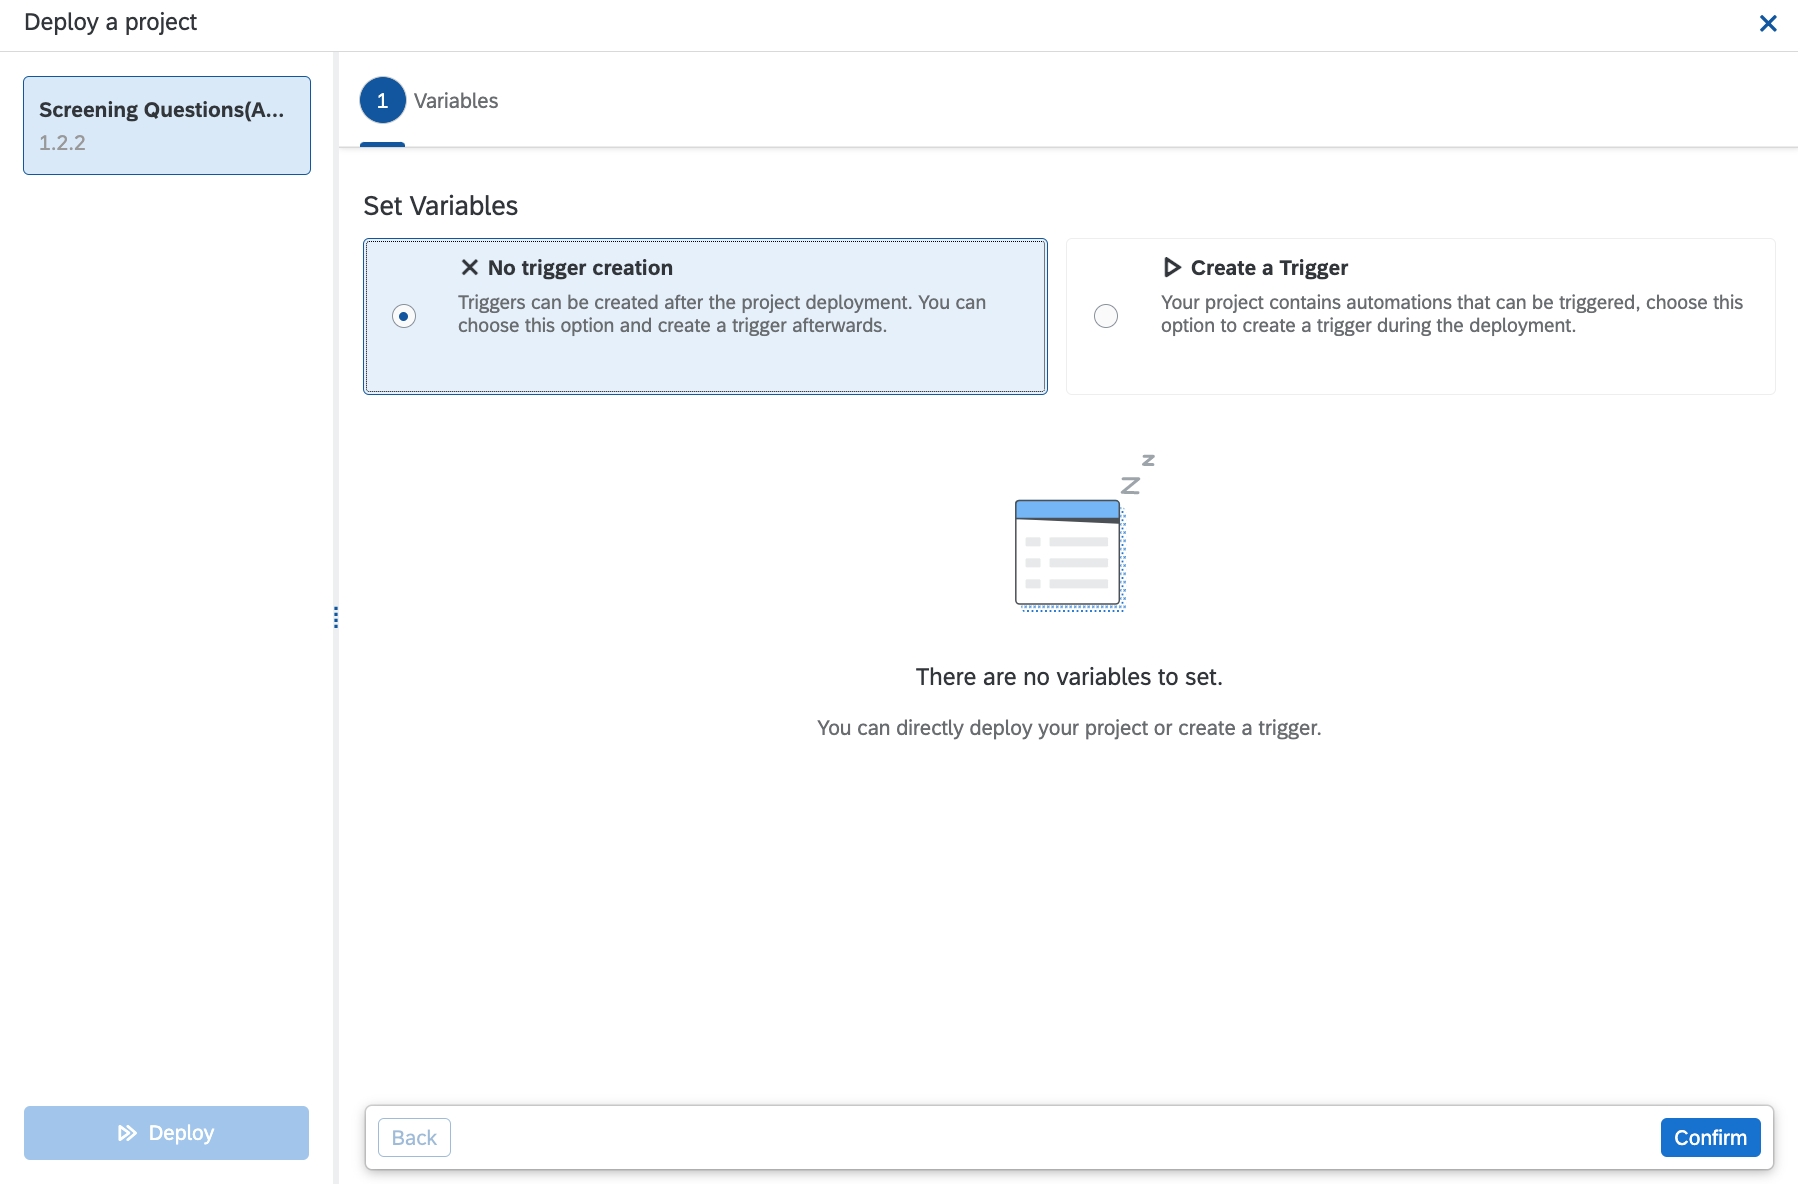 Deploy a project
Screening Questions(A...
1.2.2
1 Variables
Set Variables
No trigger creation
Triggers can be created after the project deployment. You can
choose this option and create a trigger afterwards.
Create a Trigger
Your project contains automations that can be triggered, choose this
option to create a trigger during the deployment.
z
Z
There are no variables to set.
You can directly deploy your project or create a trigger.
Deploy
Back
Confirm